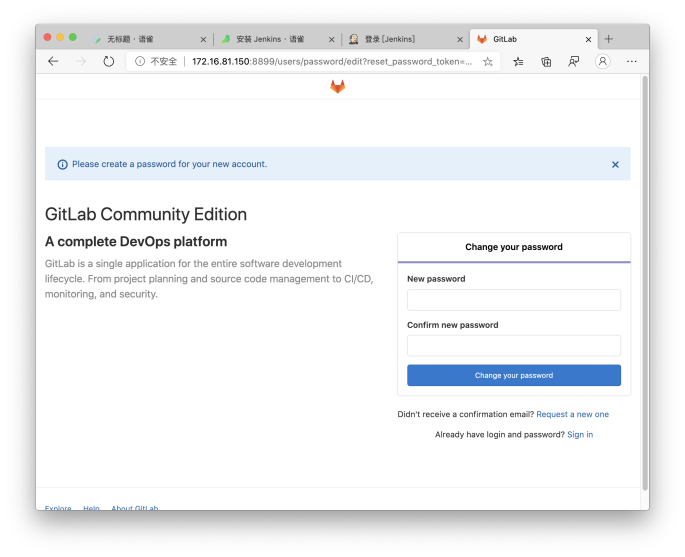 无标题 · 语雀
安装 Jenkins · 语雀
登录 [Jenkins]
GitLab
不安全
172.16.81.150:8899/users/password/edit?reset_password_token=...
Please create a password for your new account.
GitLab Community Edition
A complete DevOps platform
GitLab is a single application for the entire software development
lifecycle. From project planning and source code management to CI/CD,
monitoring, and security.
Change your password
New password
Confirm new password
Change your password
Didn't receive a confirmation email? Request a new one
Already have login and password? Sign in
Explore Help About GitLab